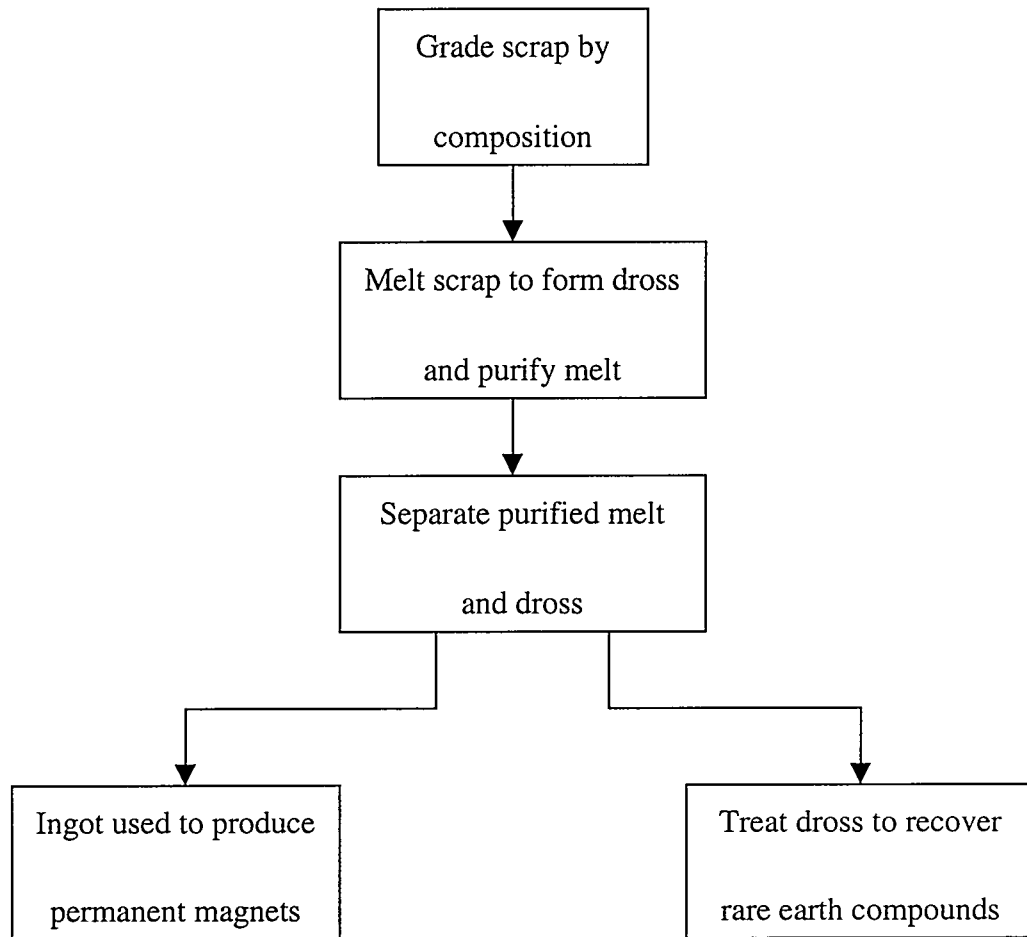 Grade scrap by
composition
Melt scrap to form dross
and purify melt
Separate purified melt
and dross
Ingot used to produce
permanent magnets
Treat dross to recover
rare earth compounds